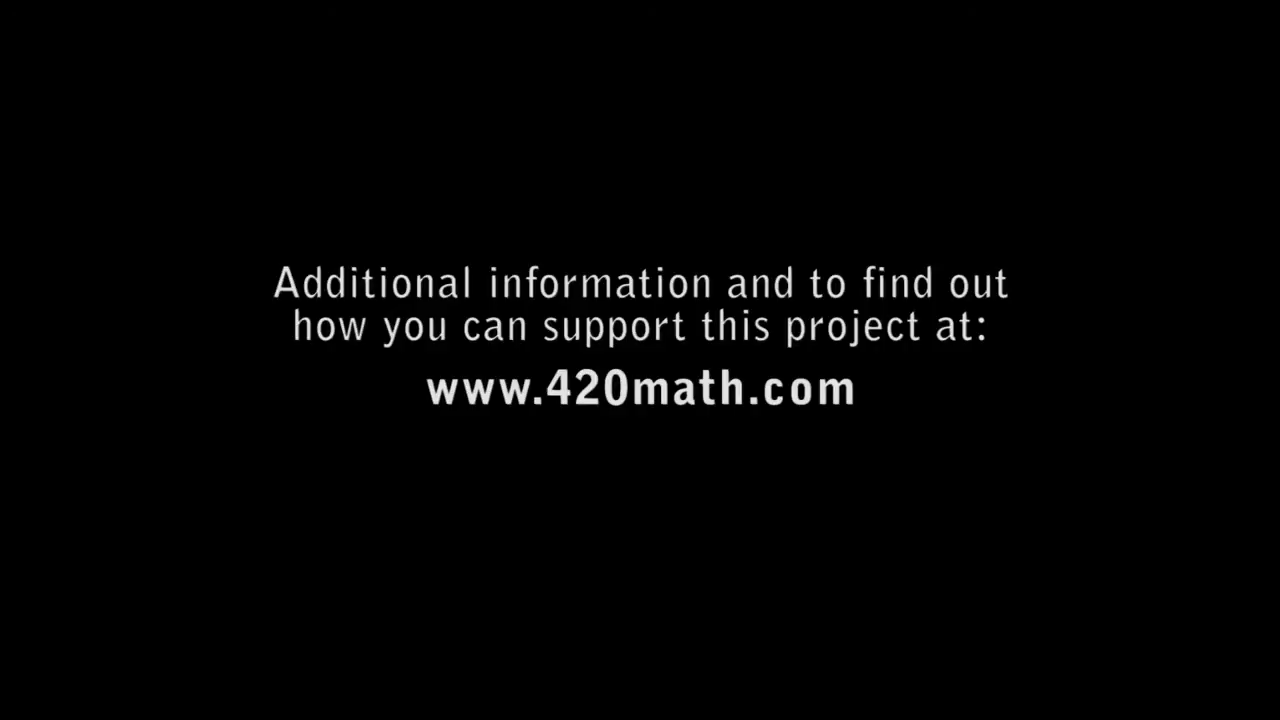 Additional information and to find out
how you can support this project at:
www.420math.com